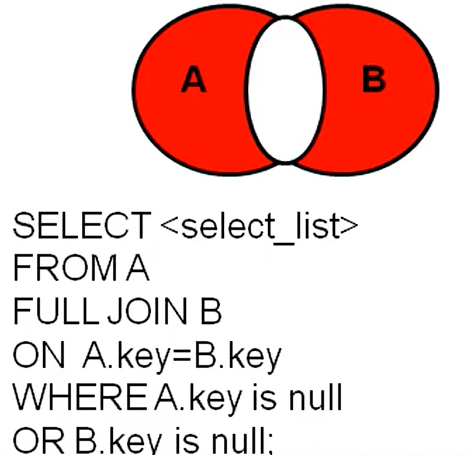 A B
SELECT <select_list>
FROM A
FULL JOIN B
ON A.key=B.key
WHERE A.key is null
OR B.key is null;